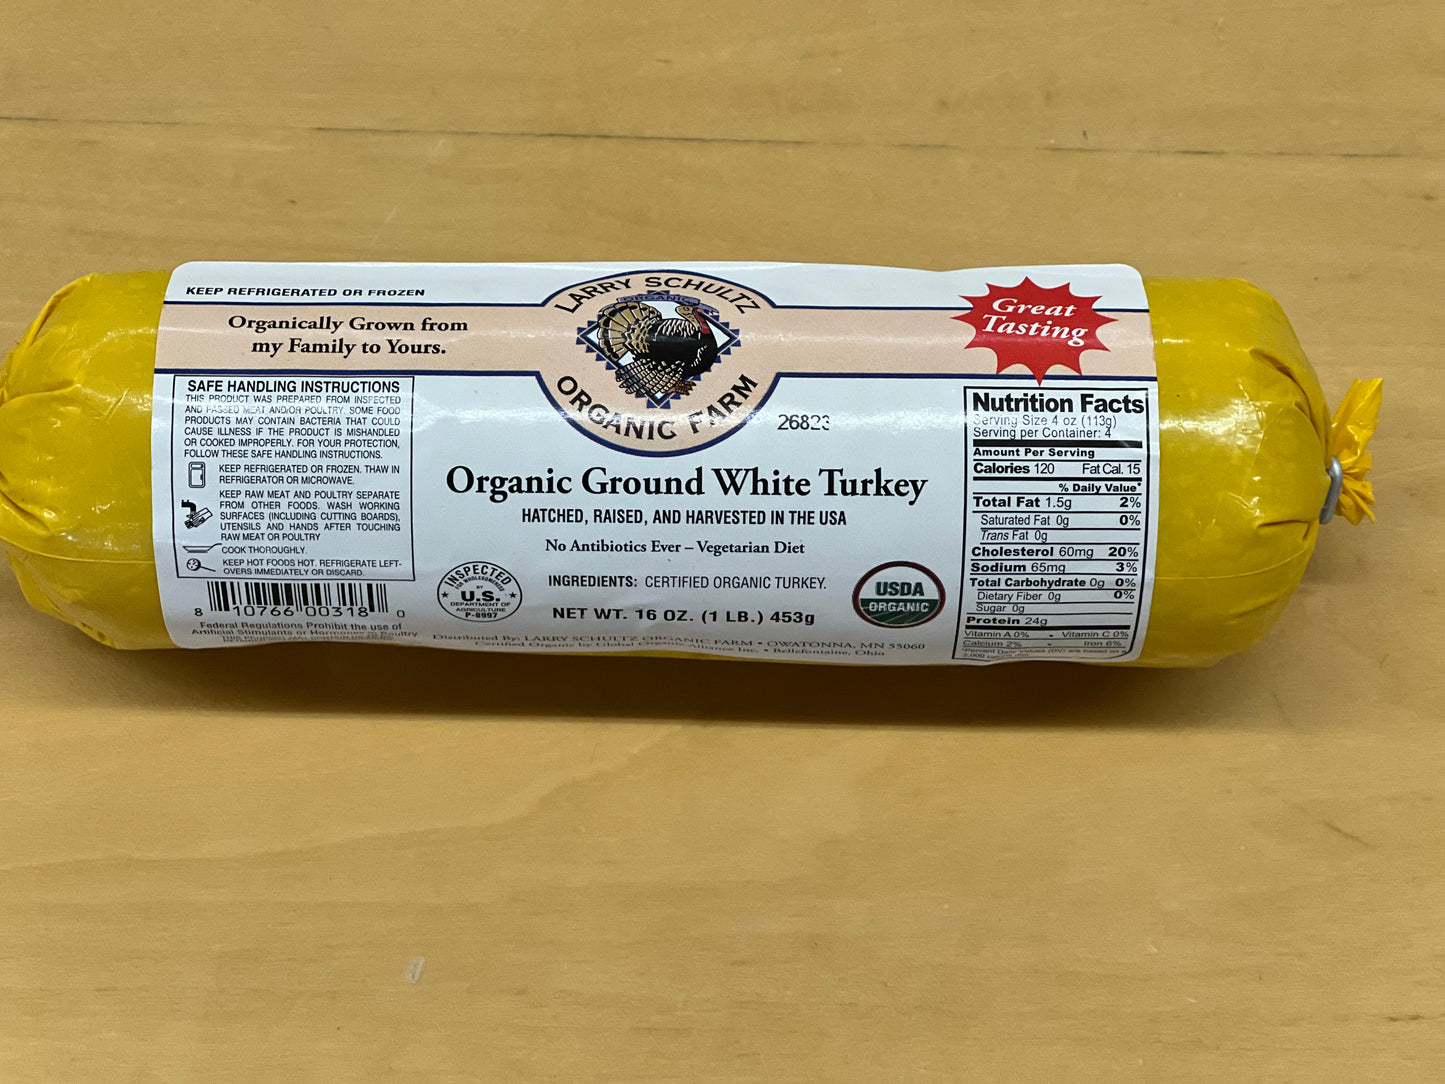 KEEP REFRIGERATED OR FROZEN
Organically Grown from
my Family to Yours.
LARRY SCHULTZ
ORGANIC
ORGANIC FARM
Great
Tasting
26823
SAFE HANDLING INSTRUCTIONS
THIS PRODUCT WAS PREPARED FROM INSPECTED
AND PASSED MEAT AND/OR POULTRY. SOME FOOD
PRODUCTS MAY CONTAIN BACTERIA THAT COULD
CAUSE ILLNESS IF THE PRODUCT IS MISHANDLED
OR COOKED IMPROPERLY. FOR YOUR PROTECTION,
FOLLOW THESE SAFE HANDLING INSTRUCTIONS.
KEEP REFRIGERATED OR FROZEN. THAW IN
REFRIGERATOR OR MICROWAVE.
KEEP RAW MEAT AND POULTRY SEPARATE
FROM OTHER FOODS. WASH WORKING
SURFACES (INCLUDING CUTTING BOARDS),
UTENSILS AND HANDS AFTER TOUCHING
RAW MEAT OR POULTRY
COOK THOROUGHLY.
KEEP HOT FOODS HOT. REFRIGERATE LEFT-
OVERS IMMEDIATELY OR DISCARD.
8 10766 00318 0
Federal Regulations Prohibit the use of
Artificial Stimulants or Hormones in Poultry
Organic Ground White Turkey
HATCHED, RAISED, AND HARVESTED IN THE USA
No Antibiotics Ever – Vegetarian Diet
INGREDIENTS: CERTIFIED ORGANIC TURKEY.
NET WT. 16 OZ. (1 LB.) 453g
INSPECTED
FOR WHOLESOMENESS
BY
U.S.
DEPARTMENT OF
AGRICULTURE
P-8997
USDA
ORGANIC
Distributed By: LARRY SCHULTZ ORGANIC FARM • OWATONNA, MN 55060
Certified Organic by Global Organic Alliance Inc. • Bellefontaine, Ohio
Nutrition Facts
Serving Size 4 oz (113g)
Serving per Container: 4
Amount Per Serving
Calories 120 Fat Cal. 15
% Daily Value*
Total Fat 1.5g 2%
Saturated Fat 0g 0%
Trans Fat 0g
Cholesterol 60mg 20%
Sodium 65mg 3%
Total Carbohydrate 0g 0%
Dietary Fiber 0g 0%
Sugar 0g
Protein 24g
Vitamin A 0% • Vitamin C 0%
Calcium 2% • Iron 6%
*Percent Daily Values (DV) are based on a
2,000 calorie diet.